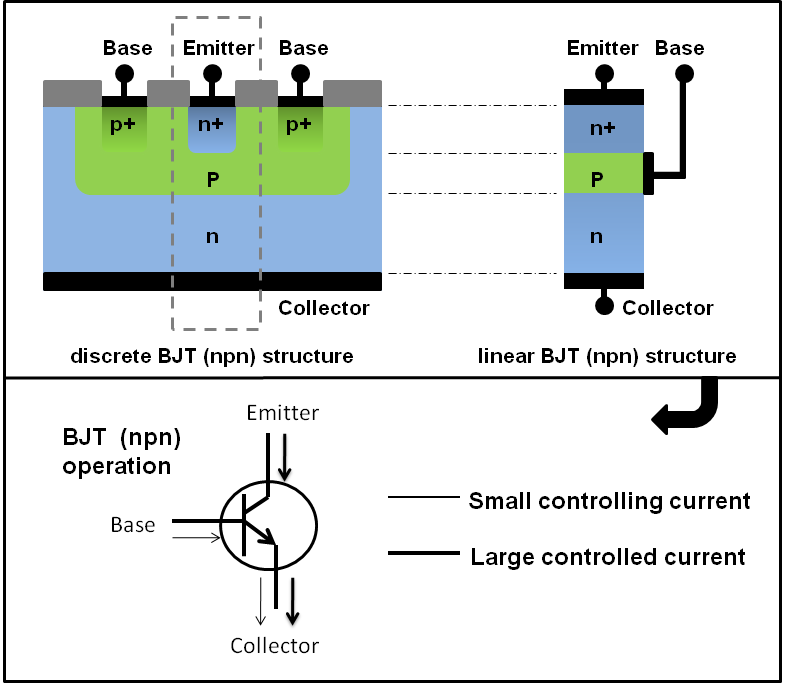 Base Emitter Base
p+ n+ p+
P
n
Collector
discrete BJT (npn) structure
Emitter Base
n+
P
n
Collector
linear BJT (npn) structure
BJT (npn)
operation
Emitter
Base
Collector
Small controlling current
Large controlled current